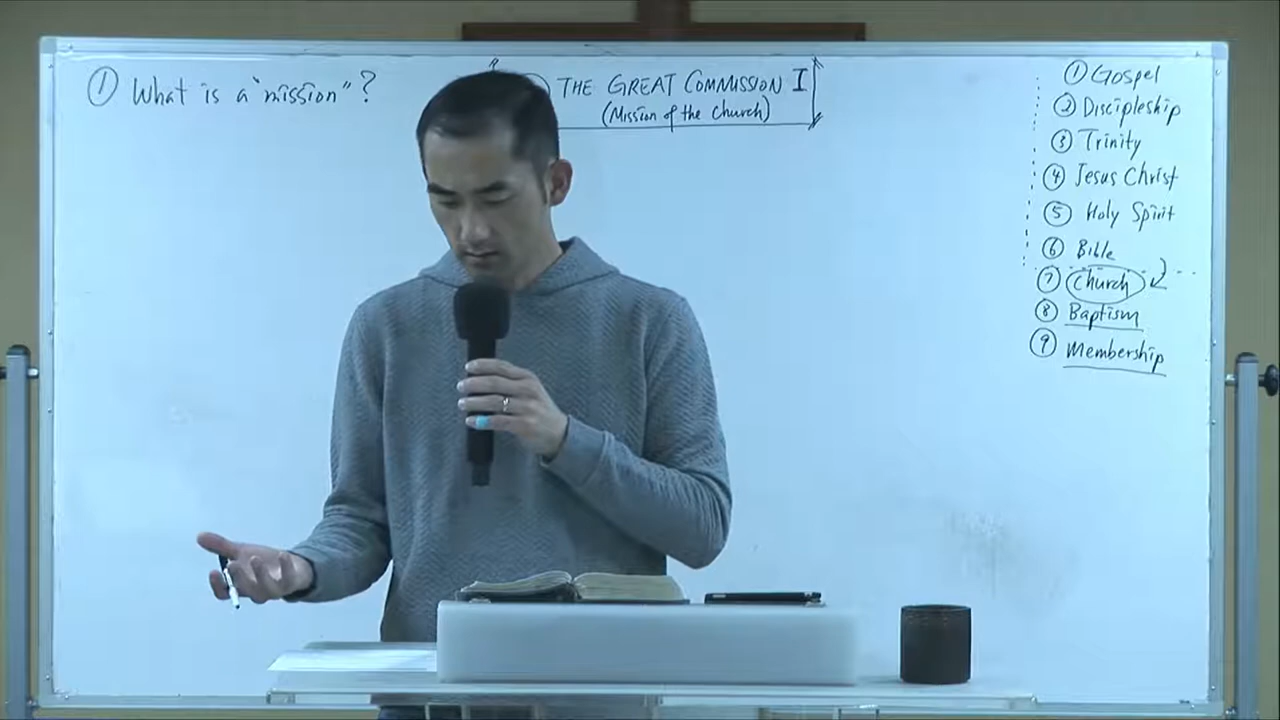 ① What is a "mission"?
THE GREAT COMMISSION I
(Mission of the Church)
① Gospel
② Discipleship
③ Trinity
④ Jesus Christ
⑤ Holy Spirit
⑥ Bible
⑦ Church
⑧ Baptism
⑨ Membership